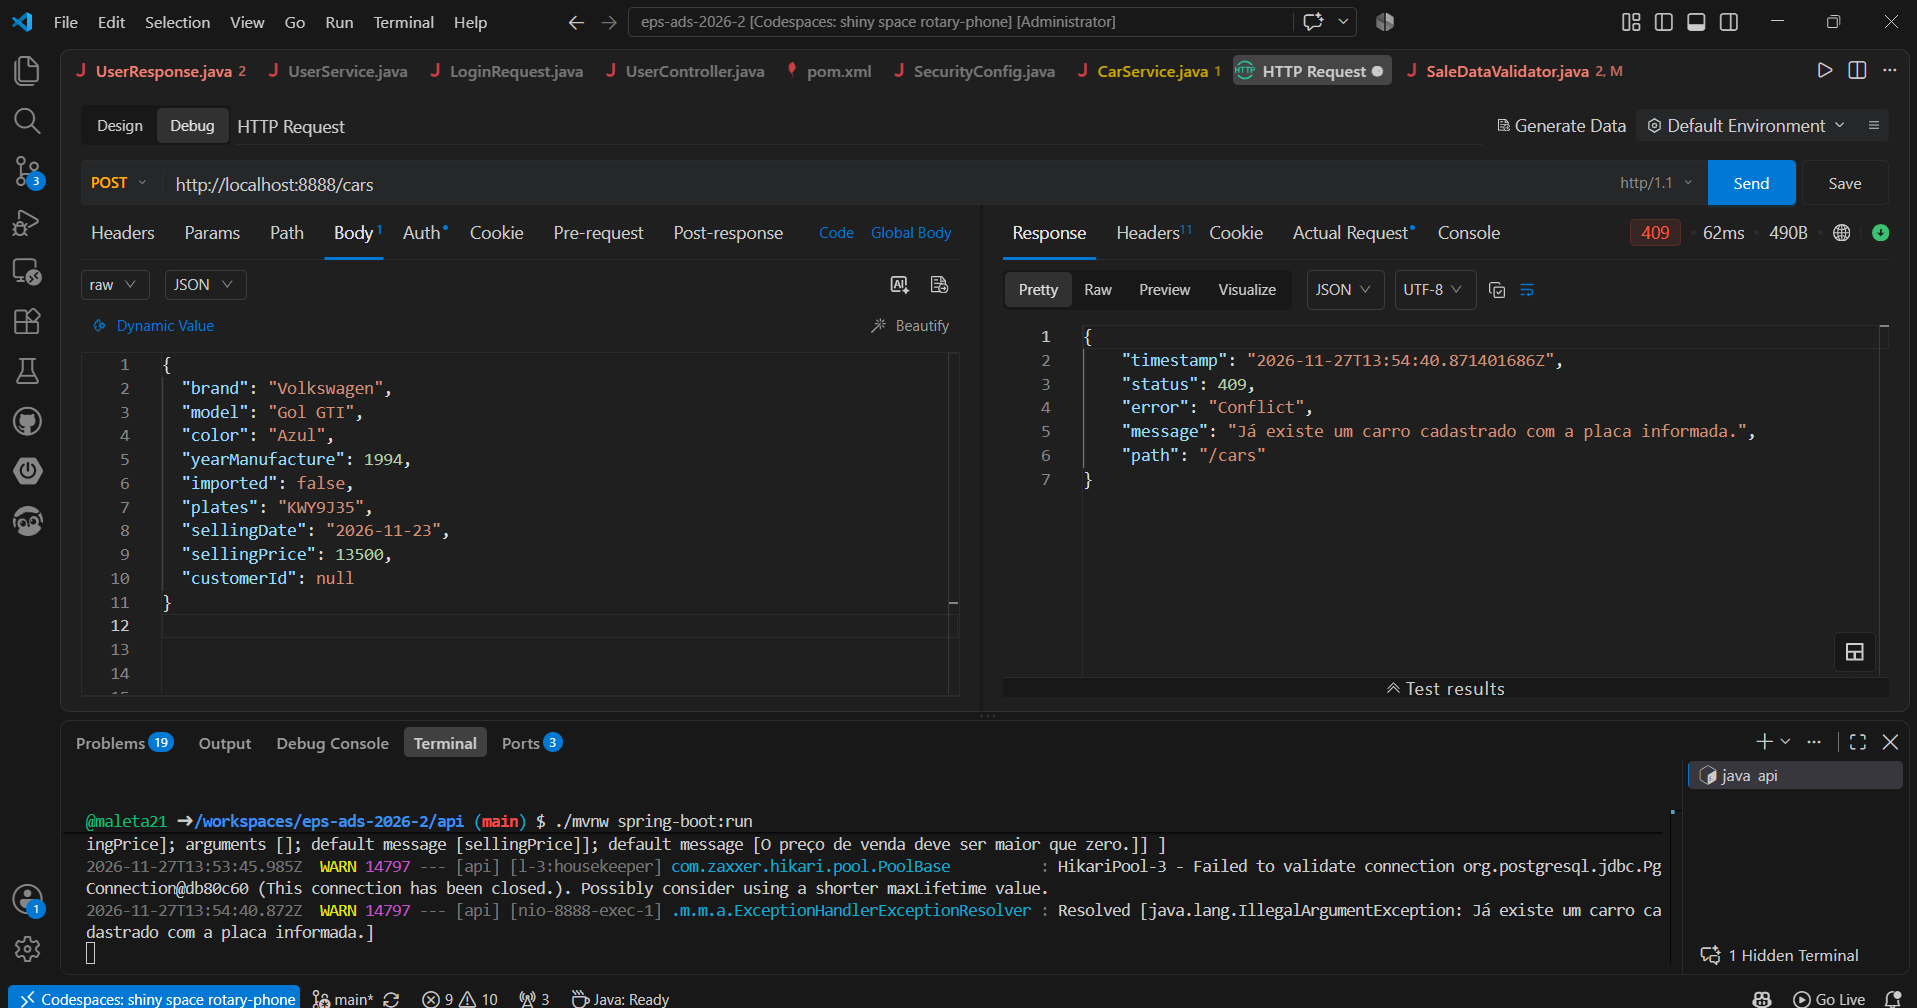 File Edit Selection View Go Run Terminal Help eps-ads-2026-2 [Codespaces: shiny space rotary-phone] [Administrator]
UserResponse.java 2 UserService.java LoginRequest.java UserController.java pom.xml SecurityConfig.java CarService.java 1 HTTP Request SaleDataValidator.java 2, M
Design Debug HTTP Request Generate Data Default Environment
POST http://localhost:8888/cars http/1.1 Send Save
Headers Params Path Body 1 Auth Cookie Pre-request Post-response Code Global Body
raw JSON
Dynamic Value Beautify
1 {
2 "brand": "Volkswagen",
3 "model": "Gol GTI",
4 "color": "Azul",
5 "yearManufacture": 1994,
6 "imported": false,
7 "plates": "KWY9J35",
8 "sellingDate": "2026-11-23",
9 "sellingPrice": 13500,
10 "customerId": null
11 }
12
13
14
Response Headers 11 Cookie Actual Request Console 409 62ms 490B
Pretty Raw Preview Visualize JSON UTF-8
1 {
2 "timestamp": "2026-11-27T13:54:40.871401686Z",
3 "status": 409,
4 "error": "Conflict",
5 "message": "Já existe um carro cadastrado com a placa informada.",
6 "path": "/cars"
7 }
Test results
Problems 19 Output Debug Console Terminal Ports 3
@maleta21 ➜/workspaces/eps-ads-2026-2/api (main) $ ./mvnw spring-boot:run
ingPrice]; arguments []; default message [sellingPrice]]; default message [O preço de venda deve ser maior que zero.]] ]
2026-11-27T13:53:45.985Z WARN 14797 --- [api] [l-3:housekeeper] com.zaxxer.hikari.pool.PoolBase : HikariPool-3 - Failed to validate connection org.postgresql.jdbc.Pg
Connection@db80c60 (This connection has been closed.). Possibly consider using a shorter maxLifetime value.
2026-11-27T13:54:40.872Z WARN 14797 --- [api] [nio-8888-exec-1] .m.m.a.ExceptionHandlerExceptionResolver : Resolved [java.lang.IllegalArgumentException: Já existe um carro ca
dastrado com a placa informada.]
java api
1 Hidden Terminal
3
1
Codespaces: shiny space rotary-phone main* 9 10 3 Java: Ready Go Live